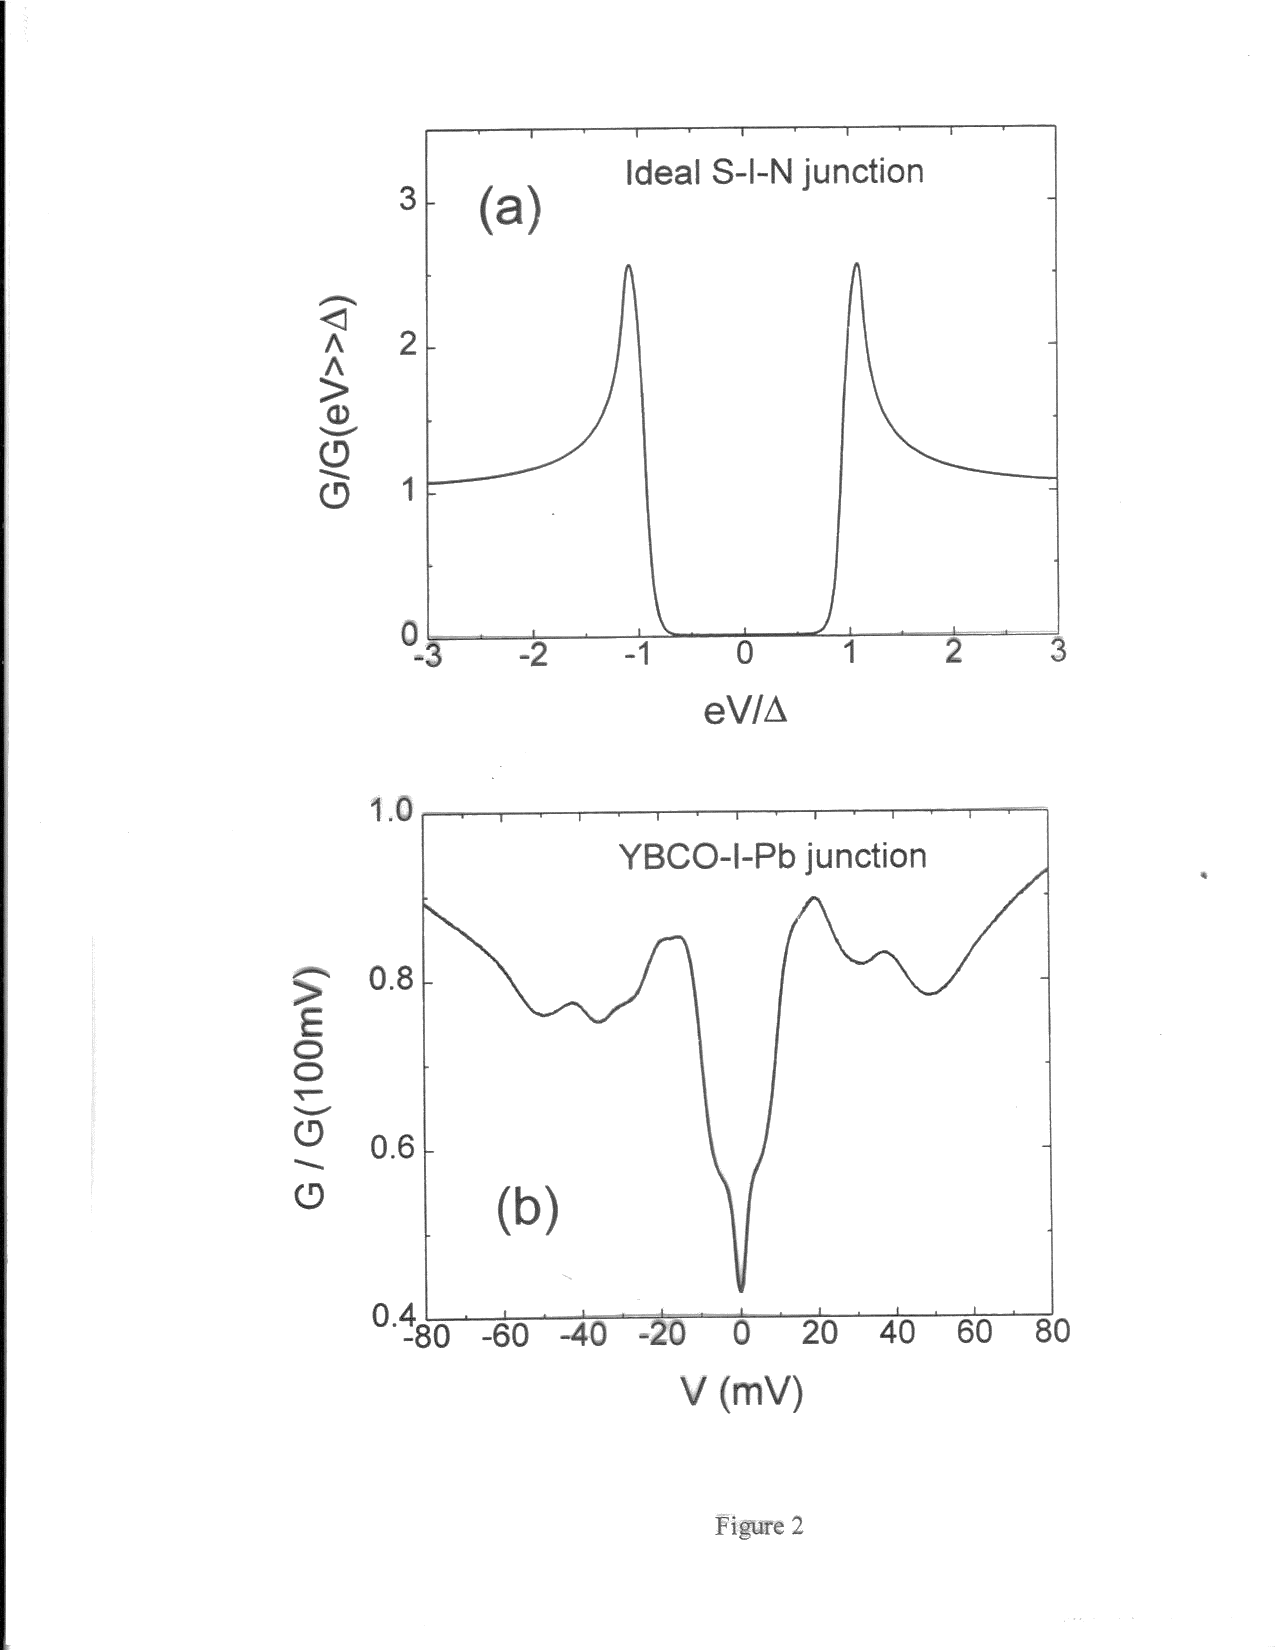 Ideal S-I-N junction
(a)
3
2
1
0
G/G(eV>>Δ)
-3 -2 -1 0 1 2 3
eV/Δ
1.0
YBCO-I-Pb junction
0.8
0.6
(b)
0.4
G / G(100mV)
-80 -60 -40 -20 0 20 40 60 80
V (mV)
Figure 2